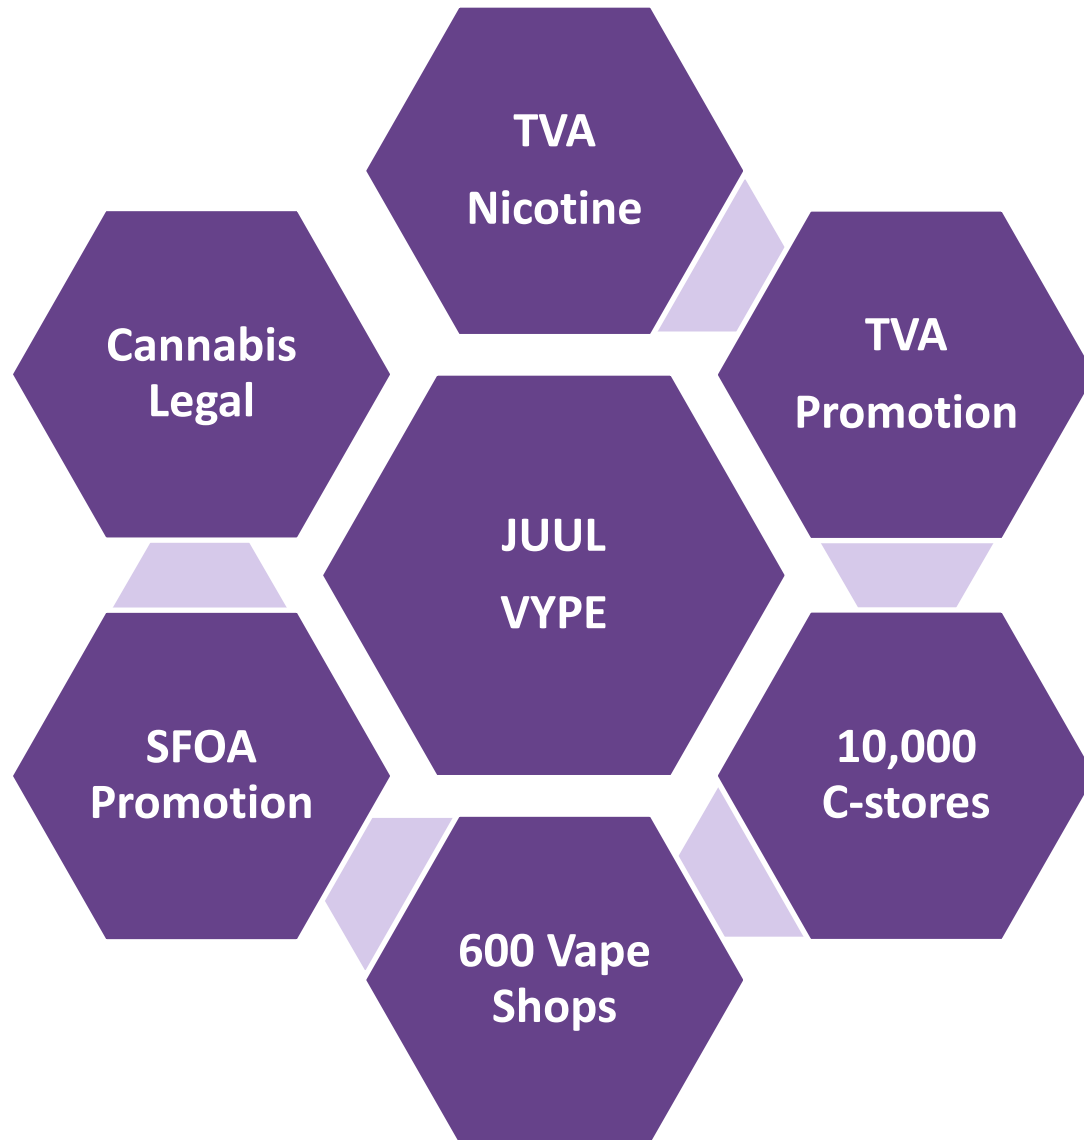 TVA
Nicotine
TVA
Promotion
10,000
C-stores
600 Vape
Shops
SFOA
Promotion
Cannabis
Legal
JUUL
VYPE